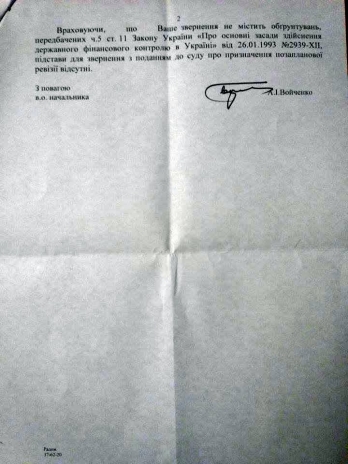 2
Враховуючи, що Ваше звернення не містить обґрунтувань,
передбачених ч.5 ст. 11 Закону України «Про основні засади здійснення
державного фінансового контролю в Україні» від 26.01.1993 №2939-XII,
підстави для звернення з поданням до суду про призначення позапланової
ревізії відсутні.
З повагою
в.о. начальника
І.Войченко